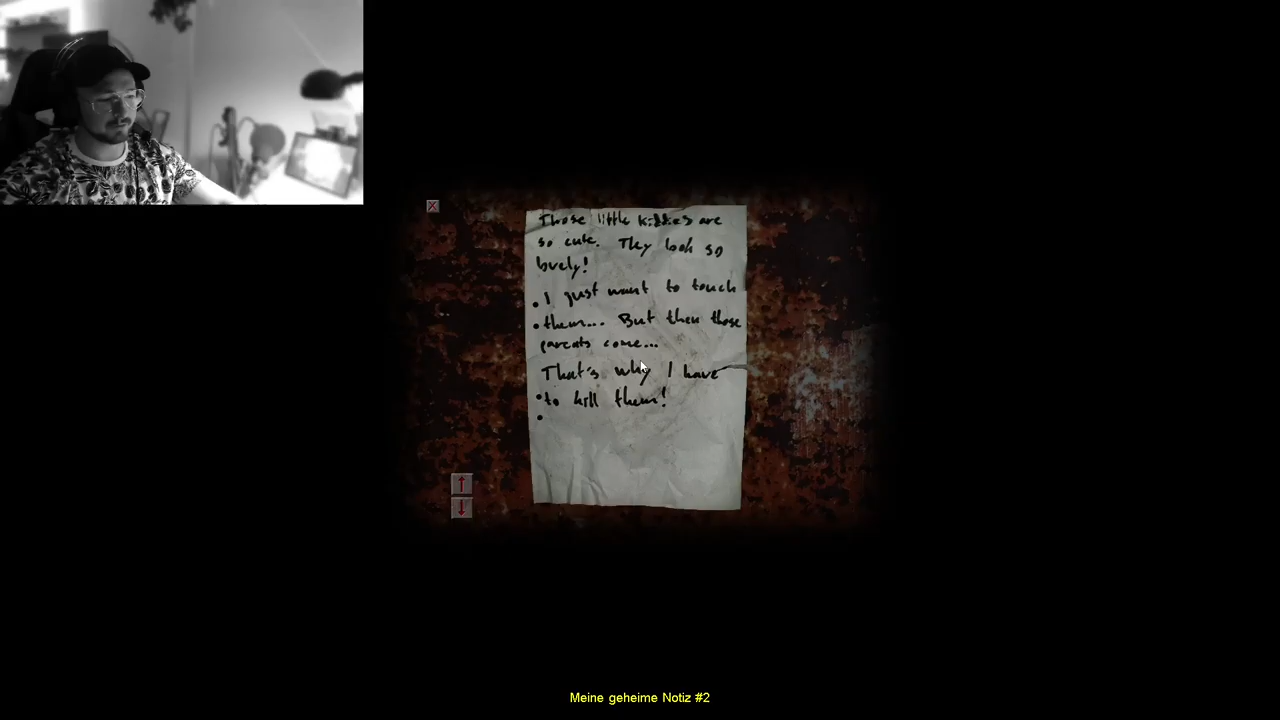 X
Those little kitties are
so cute. They look so
lovely!
I just want to touch
them... But then those
parents come...
That's why I have
to kill them!
Meine geheime Notiz #2